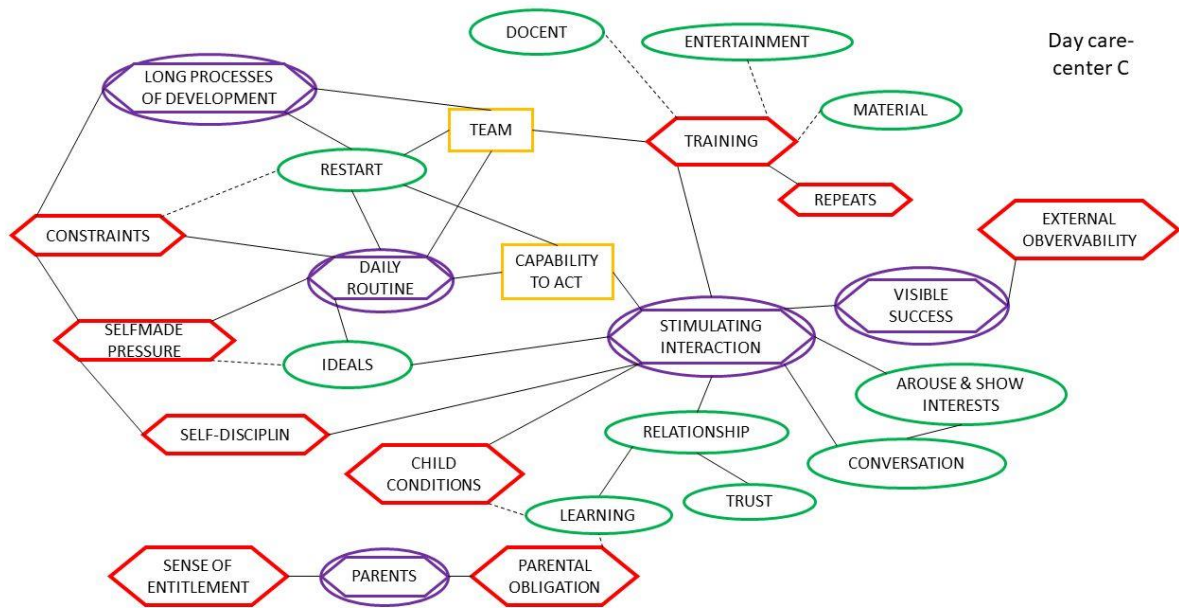 DOCENT
ENTERTAINMENT
Day care-
center C
LONG PROCESSES
OF DEVELOPMENT
MATERIAL
TEAM
TRAINING
RESTART
REPEATS
CONSTRAINTS
EXTERNAL
OBVERVABILITY
DAILY
ROUTINE
CAPABILITY
TO ACT
VISIBLE
SUCCESS
SELFMADE
PRESSURE
STIMULATING
INTERACTION
IDEALS
AROUSE & SHOW
INTERESTS
SELF-DISCIPLIN
RELATIONSHIP
CHILD
CONDITIONS
CONVERSATION
TRUST
LEARNING
SENSE OF
ENTITLEMENT
PARENTS
PARENTAL
OBLIGATION